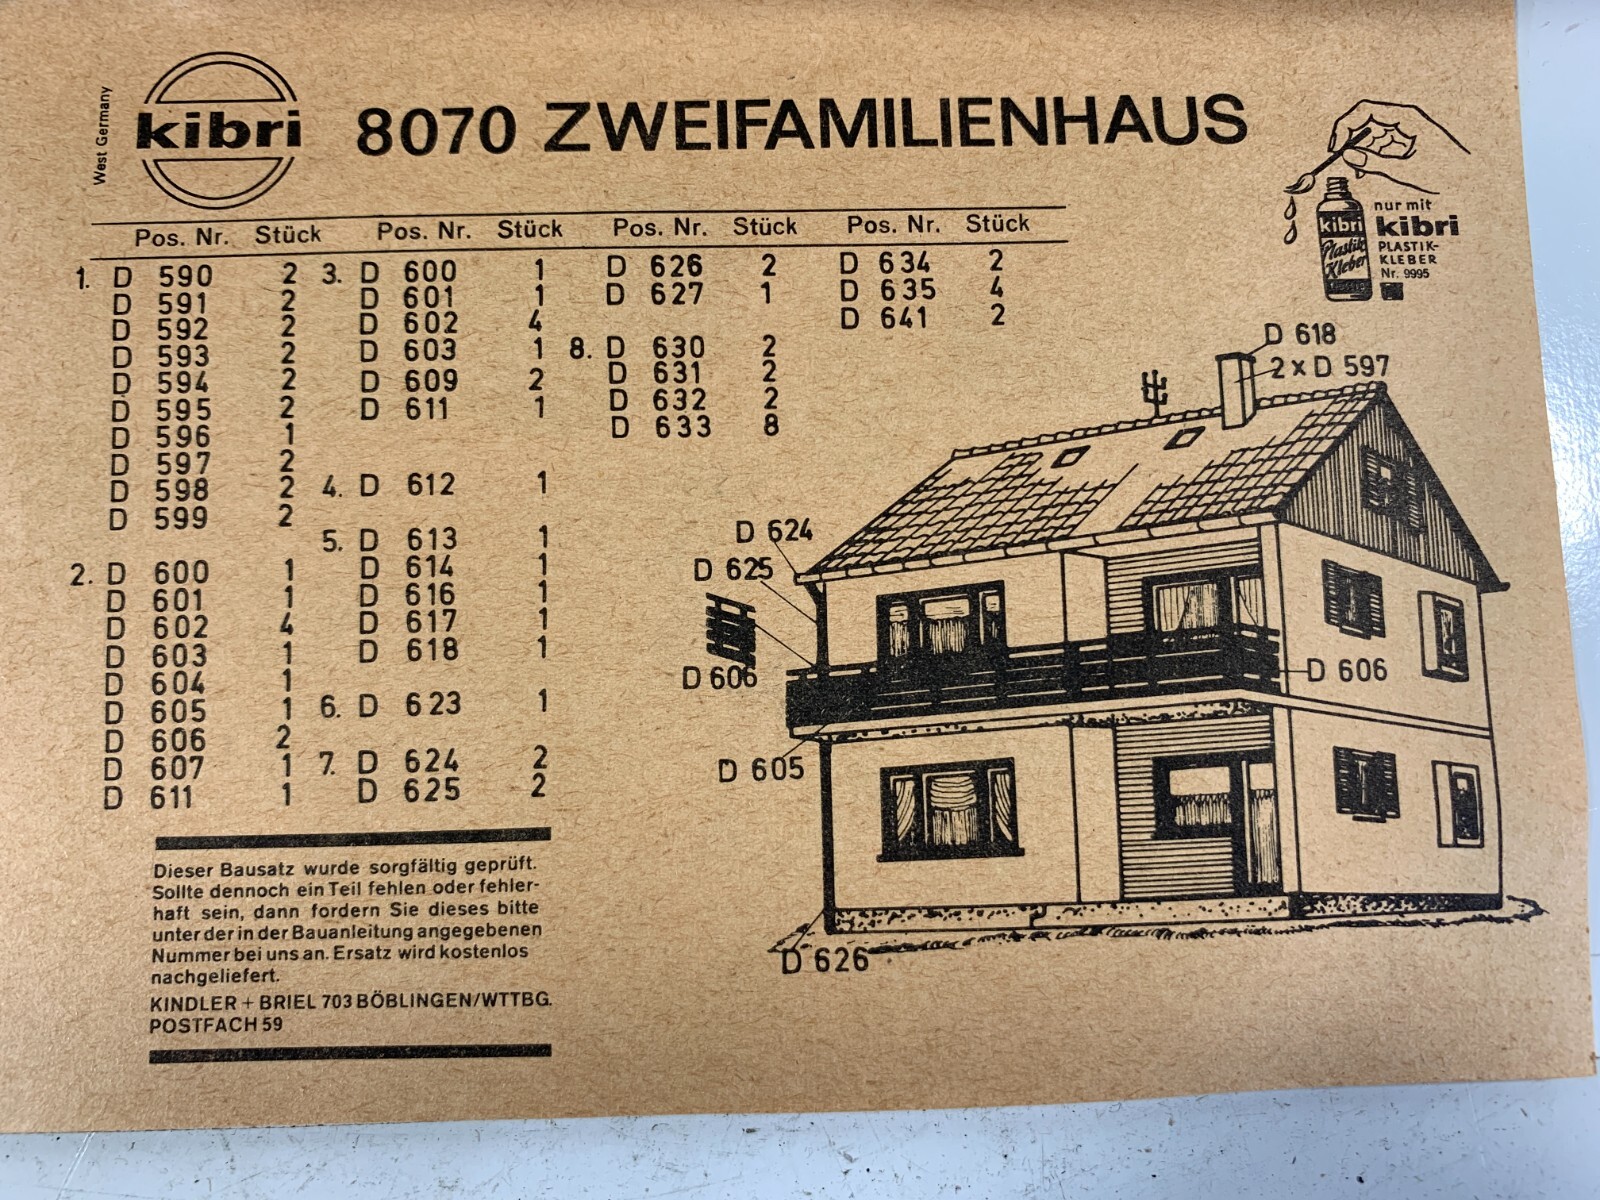 West Germany
kibri
8070 ZWEIFAMILIENHAUS
nur mit
kibri
PLASTIK-
KLEBER
Nr. 9995
kibri
Plastik
Kleber
Pos. Nr. Stück Pos. Nr. Stück Pos. Nr. Stück Pos. Nr. Stück
1. D 590 2
D 591 2
D 592 2
D 593 2
D 594 2
D 595 2
D 596 1
D 597 2
D 598 2
D 599 2
2. D 600 1
D 601 1
D 602 4
D 603 1
D 604 1
D 605 1
D 606 2
D 607 1
D 611 1
3. D 600 1
D 601 1
D 602 4
D 603 1
D 609 2
D 611 1
4. D 612 1
5. D 613 1
D 614 1
D 616 1
D 617 1
D 618 1
6. D 623 1
7. D 624 2
D 625 2
D 626 2
D 627 1
8. D 630 2
D 631 2
D 632 2
D 633 8
D 634 2
D 635 4
D 641 2
D 618
2 x D 597
D 624
D 625
D 606
D 606
D 605
D 626
Dieser Bausatz wurde sorgfältig geprüft.
Sollte dennoch ein Teil fehlen oder fehler-
haft sein, dann fordern Sie dieses bitte
unter der in der Bauanleitung angegebenen
Nummer bei uns an. Ersatz wird kostenlos
nachgeliefert.
KINDLER + BRIEL 703 BÖBLINGEN/WTTBG.
POSTFACH 59